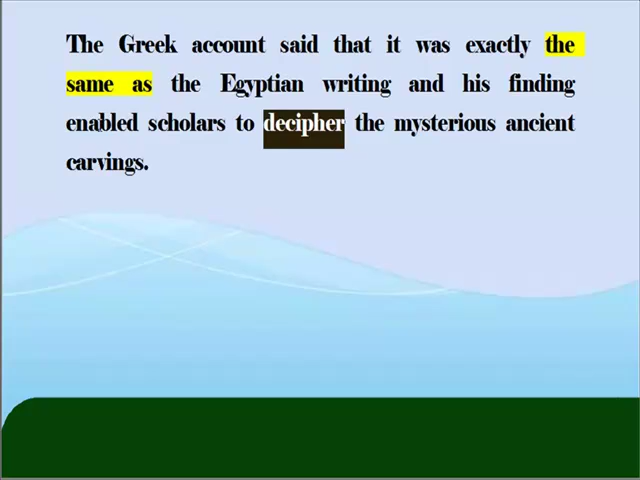 The Greek account said that it was exactly the
same as the Egyptian writing and his finding
enabled scholars to decipher the mysterious ancient
carvings.